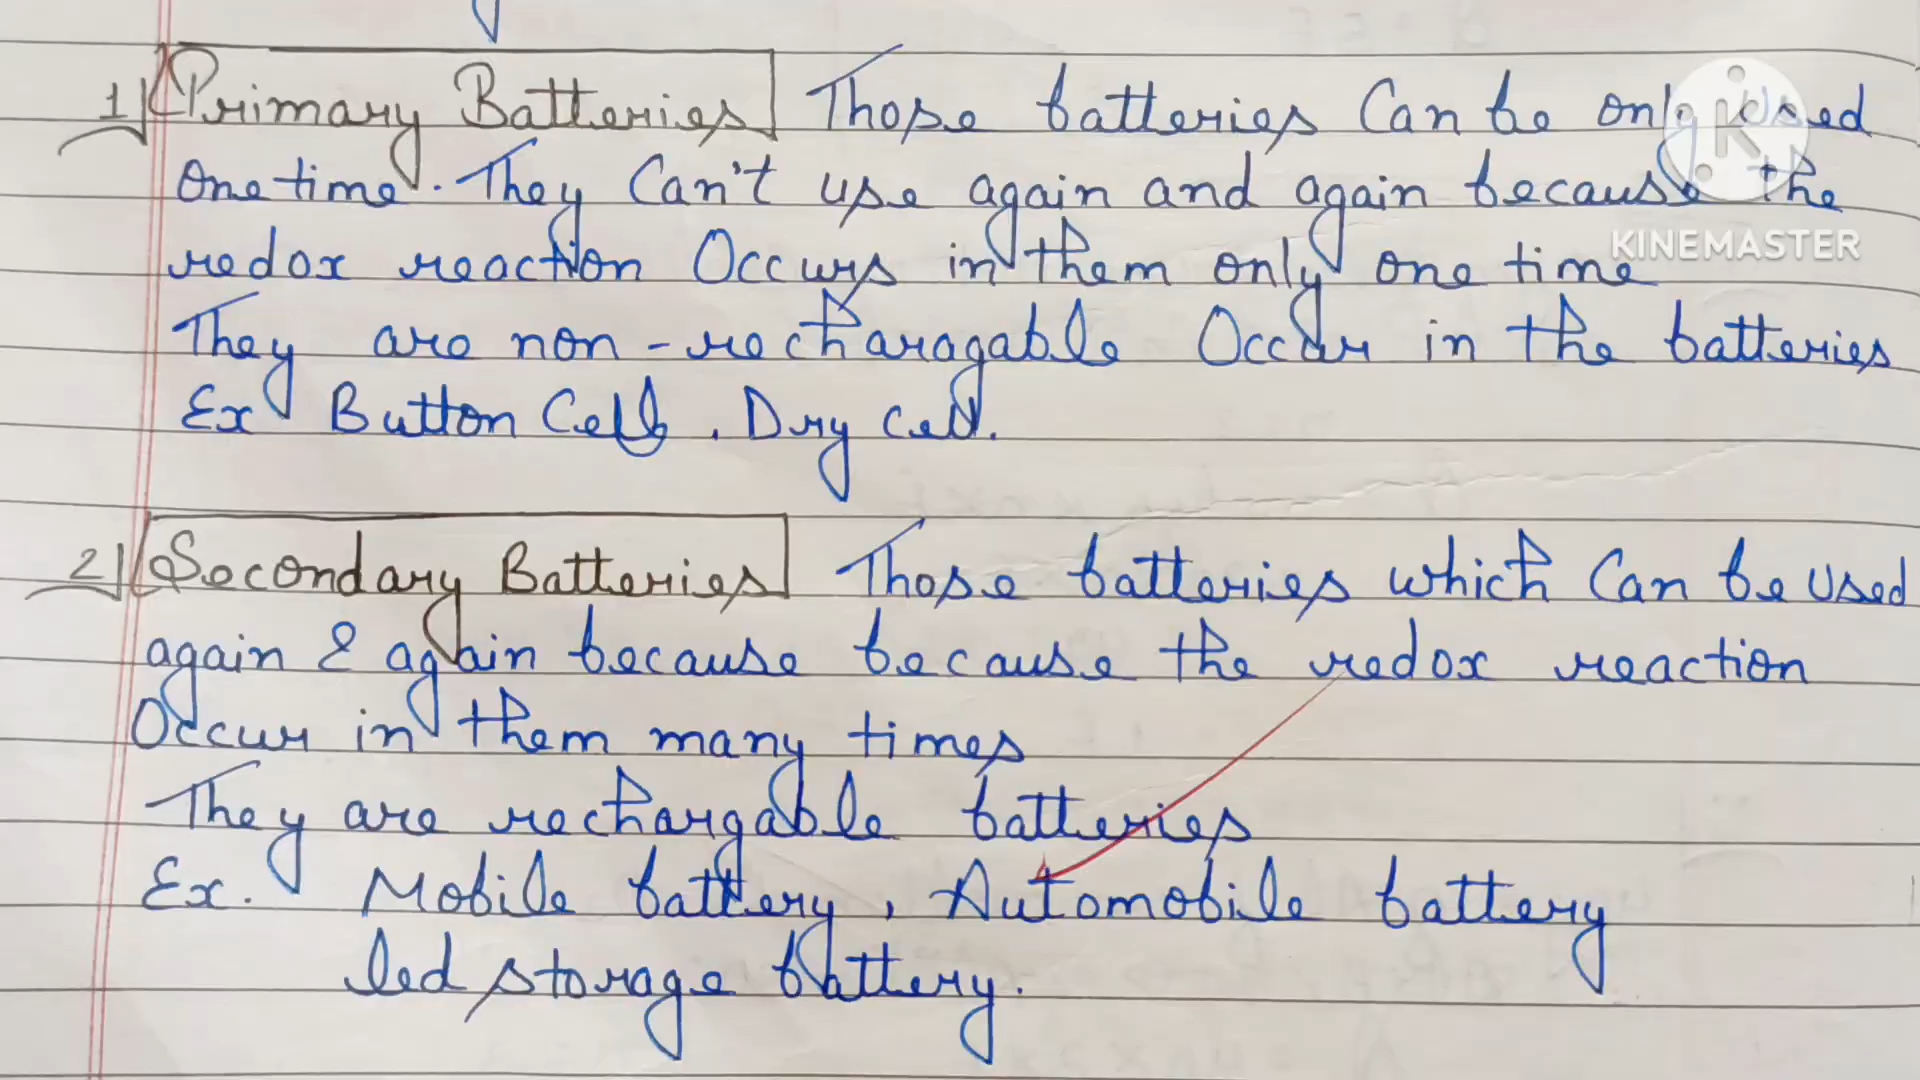 1) Primary Batteries Those batteries Can be only used
one time. They Can't use again and again because the
redox reaction Occurs in them only one time
They are non-recharagable Occur in the batteries
Ex Button Cells, Dry cell.
2) Secondary Batteries Those batteries which Can be Used
again & again because because the redox reaction
Occur in them many times
They are rechargable batteries
Ex. Mobile battery, Automobile battery
led storage battery.
KINEMASTER